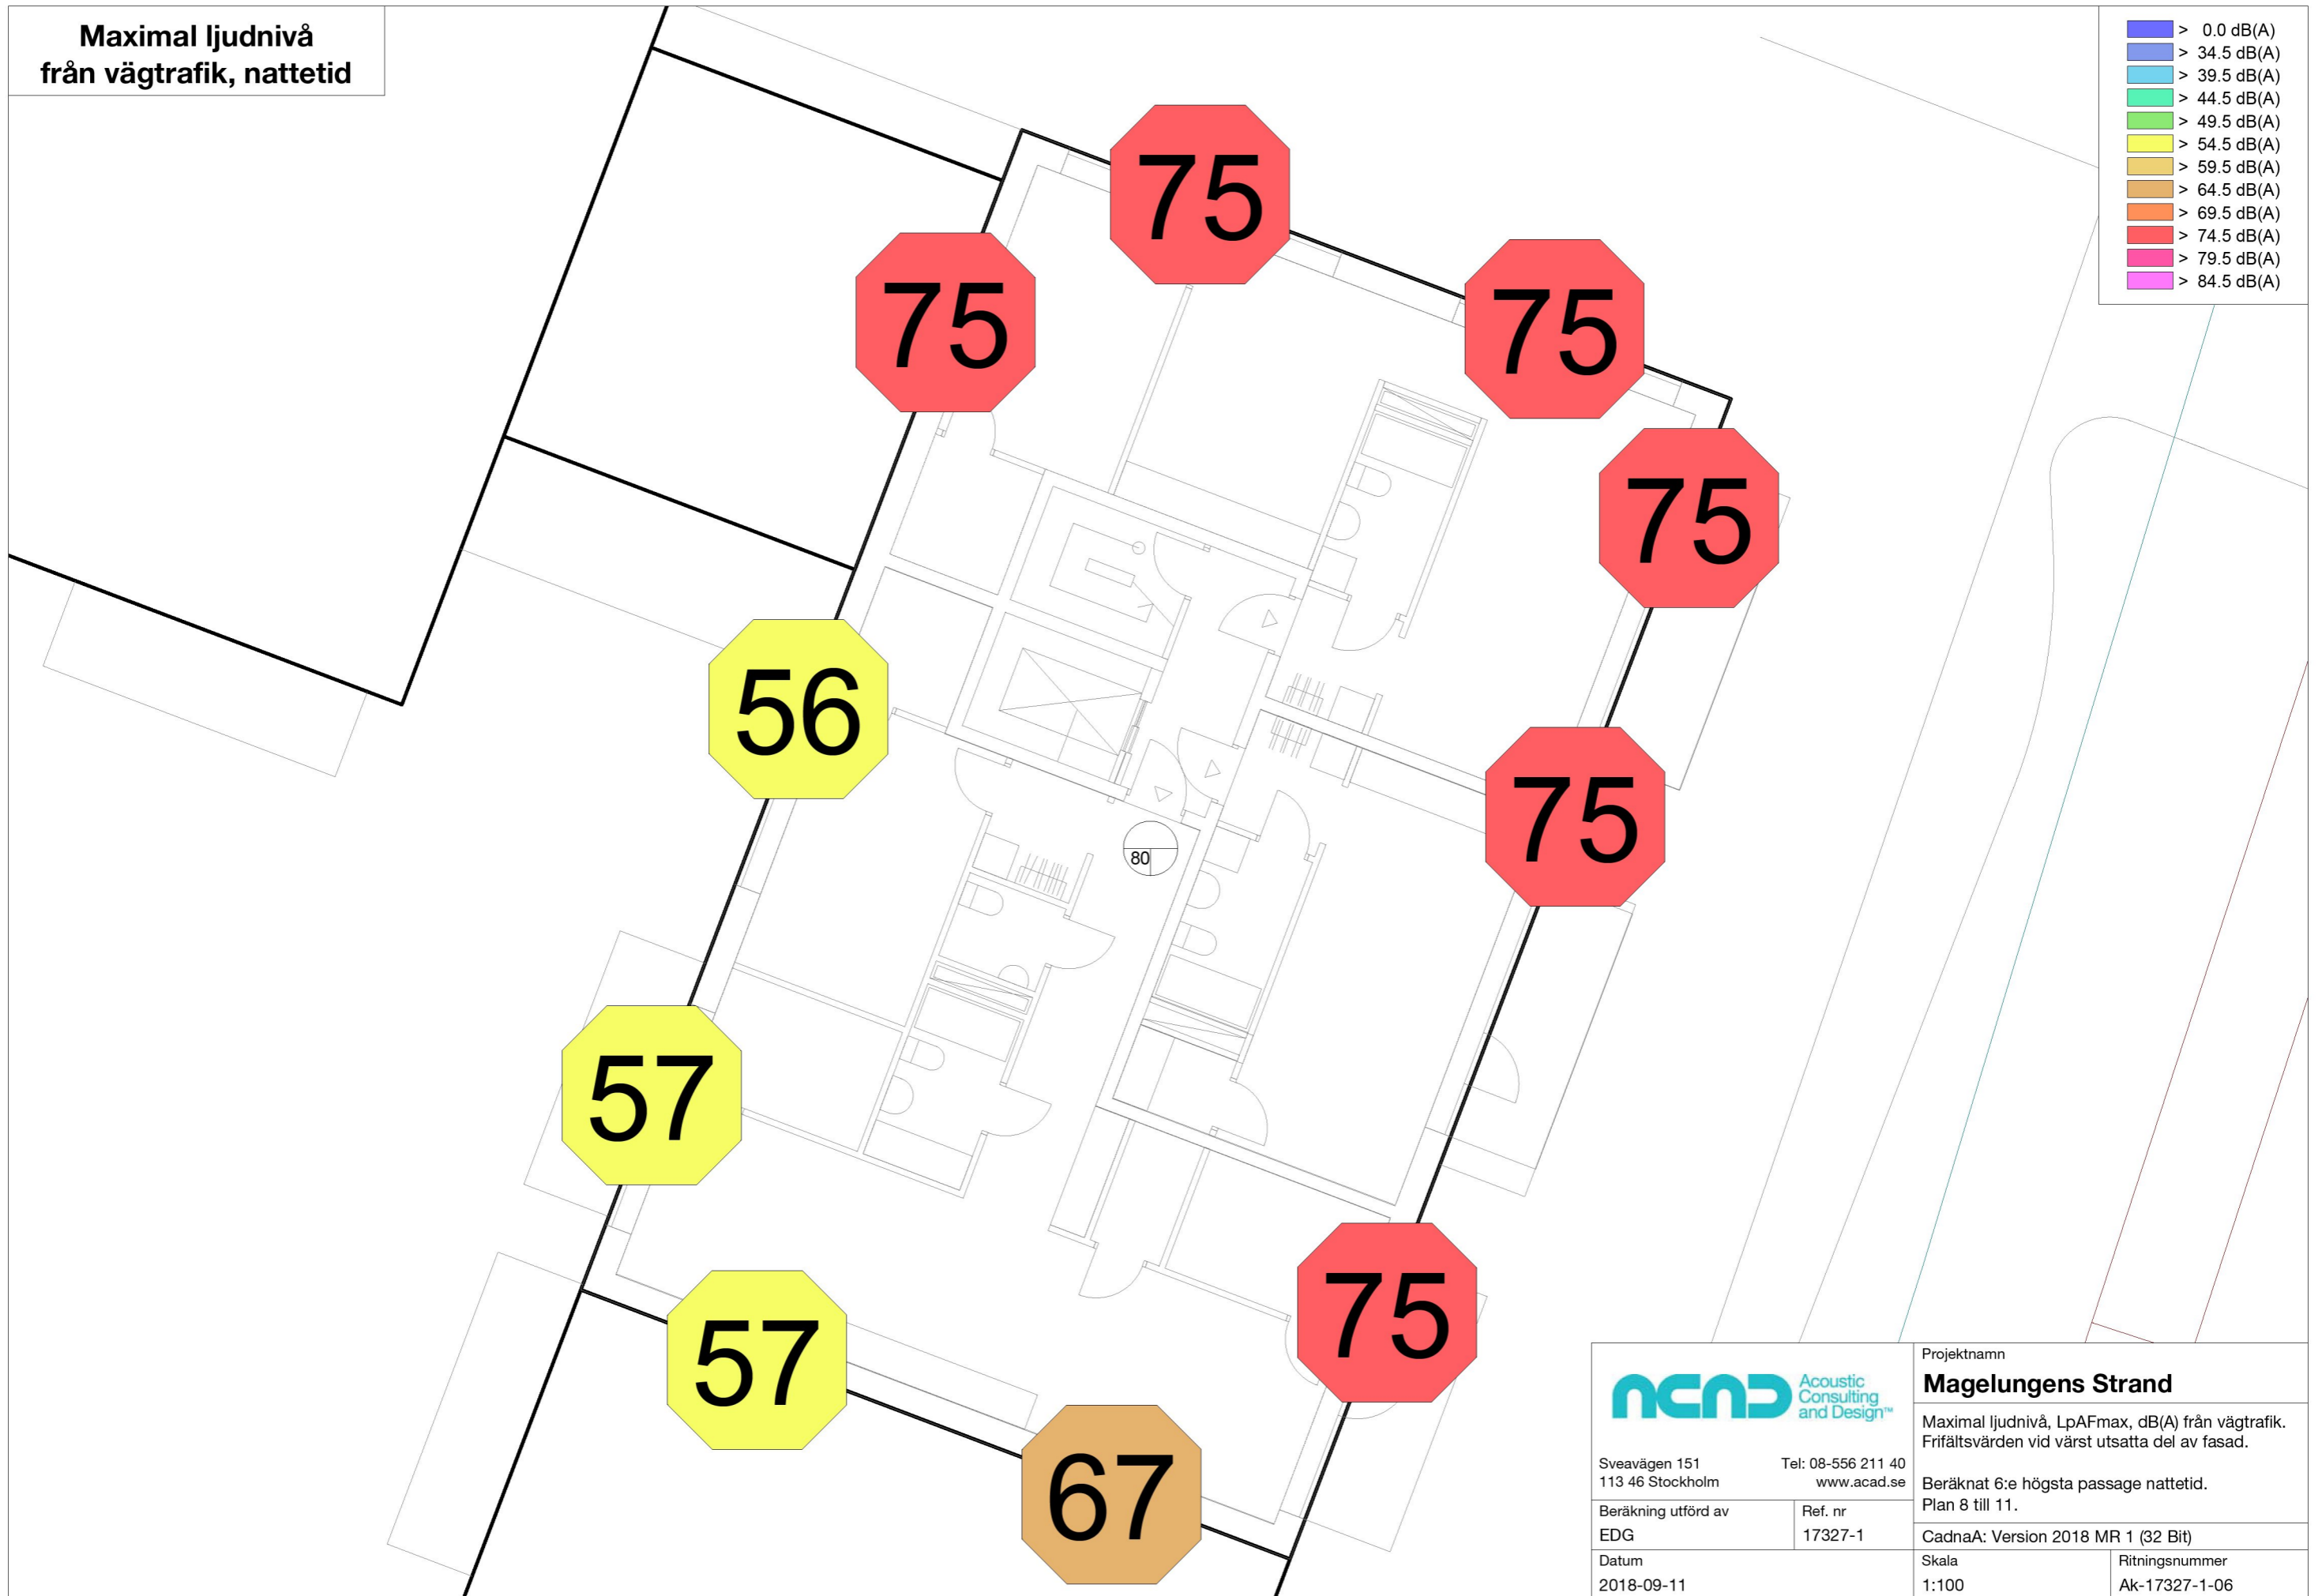 Maximal ljudnivå
från vägtrafik, nattetid
> 0.0 dB(A)
> 34.5 dB(A)
> 39.5 dB(A)
> 44.5 dB(A)
> 49.5 dB(A)
> 54.5 dB(A)
> 59.5 dB(A)
> 64.5 dB(A)
> 69.5 dB(A)
> 74.5 dB(A)
> 79.5 dB(A)
> 84.5 dB(A)
75
75
75
75
56
75
80
57
75
57
67
ACAD Acoustic
Consulting
and Design™
Sveavägen 151 Tel: 08-556 211 40
113 46 Stockholm www.acad.se
Beräkning utförd av
EDG
Ref. nr
17327-1
Datum
2018-09-11
Projektnamn
Magelungens Strand
Maximal ljudnivå, LpAFmax, dB(A) från vägtrafik.
Frifältsvärden vid värst utsatta del av fasad.
Beräknat 6:e högsta passage nattetid.
Plan 8 till 11.
CadnaA: Version 2018 MR 1 (32 Bit)
Skala
1:100
Ritningsnummer
Ak-17327-1-06